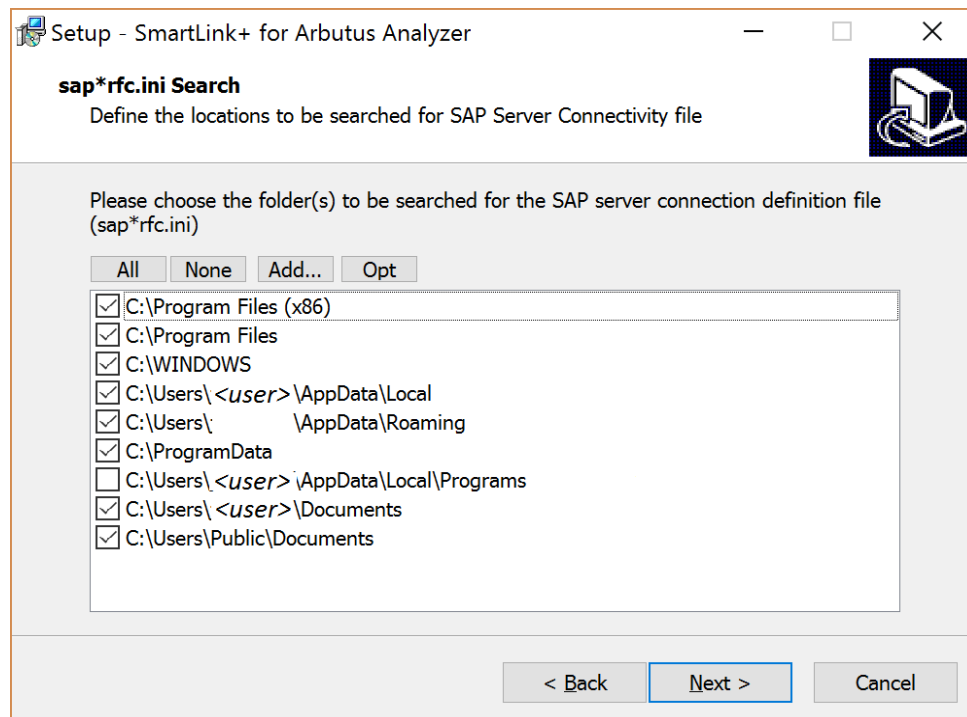 Setup - SmartLink+ for Arbutus Analyzer
sap*rfc.ini Search
Define the locations to be searched for SAP Server Connectivity file
Please choose the folder(s) to be searched for the SAP server connection definition file
(sap*rfc.ini)
All None Add... Opt
C:\Program Files (x86)
C:\Program Files
C:\WINDOWS
C:\Users\<user>\AppData\Local
C:\Users\ \AppData\Roaming
C:\ProgramData
C:\Users\<user>\AppData\Local\Programs
C:\Users\<user>\Documents
C:\Users\Public\Documents
< Back Next > Cancel